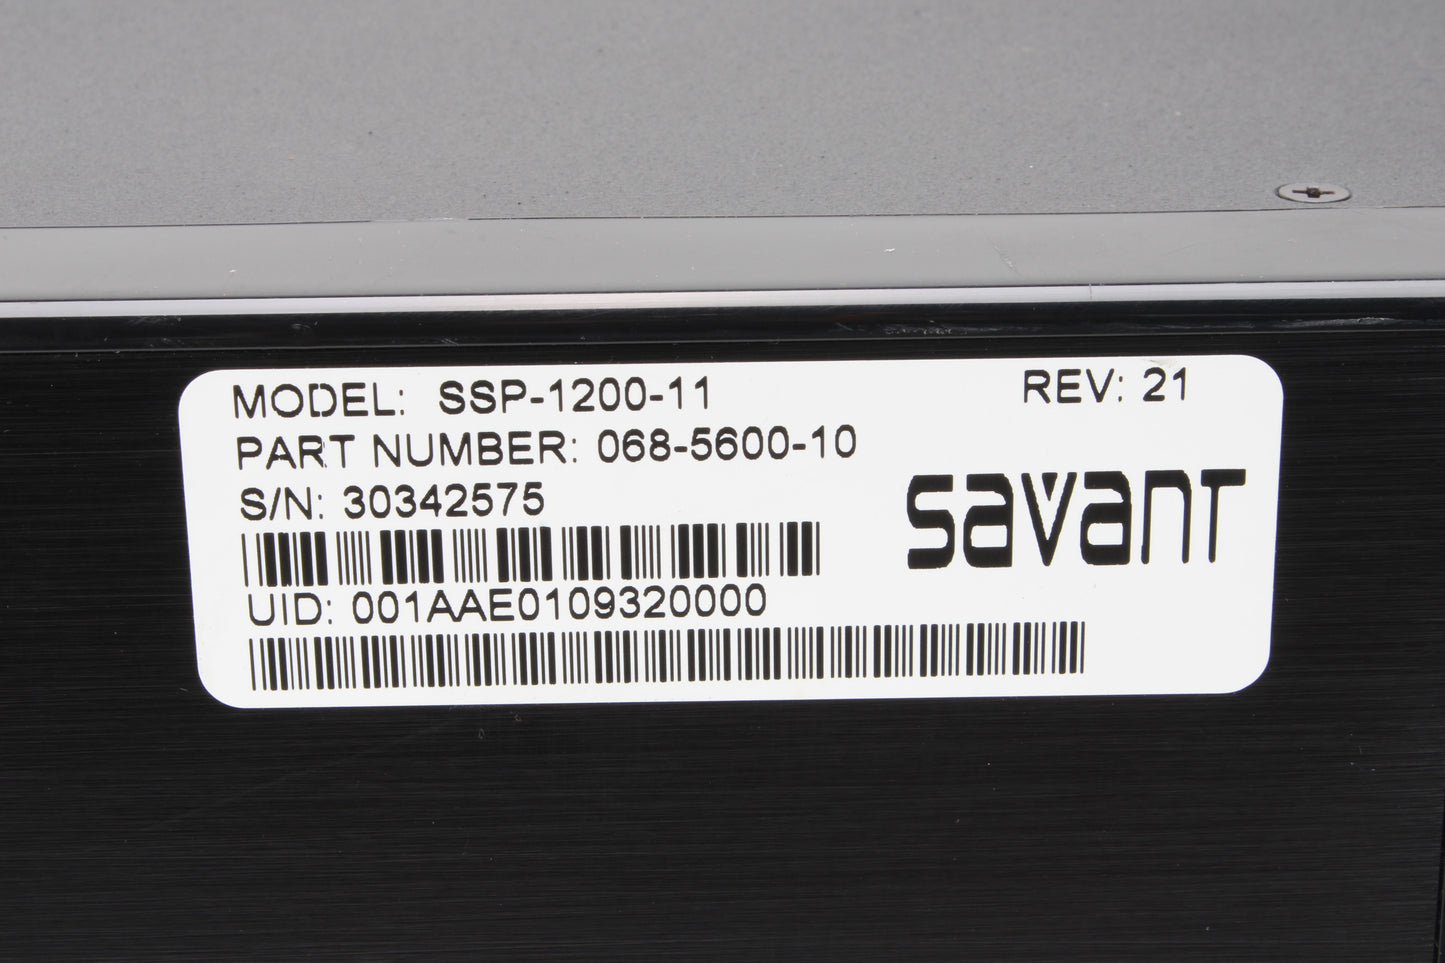 MODEL: SSP-1200-11
REV: 21
PART NUMBER: 068-5600-10
S/N: 30342575
savant
UID: 001AAE0109320000